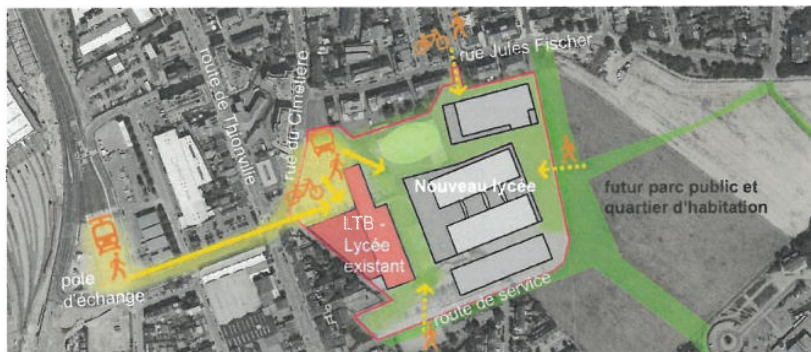 rue Jules Fischer
route de Thionville
rue du Cimetière
Nouveau lycée
futur parc public et
quartier d'habitation
LTB -
Lycée
existant
pole
d'échange
route de service